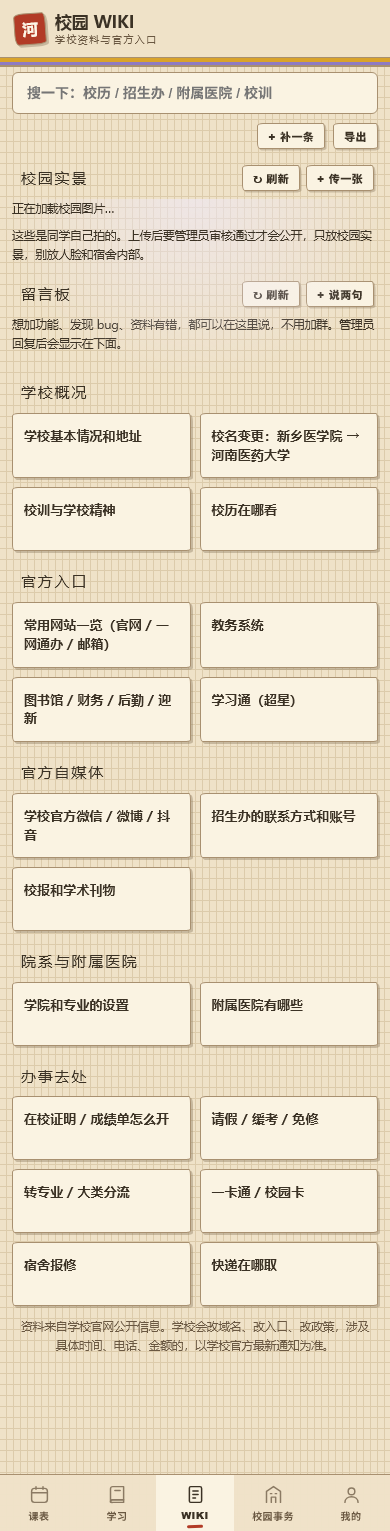 河
校园 WIKI
学校资料与官方入口
搜一下：校历 / 招生办 / 附属医院 / 校训
+ 补一条
导出
校园实景
↻ 刷新
+ 传一张
正在加载校园图片…
这些是同学自己拍的。上传后要管理员审核通过才会公开，只放校园实
景，别放人脸和宿舍内部。
留言板
↻ 刷新
+ 说两句
想加功能、发现 bug、资料有错，都可以在这里说，不用加群。管理员
回复后会显示在下面。
学校概况
学校基本情况和地址
校名变更：新乡医学院 →
河南医药大学
校训与学校精神
校历在哪看
官方入口
常用网站一览（官网 / 一
网通办 / 邮箱）
教务系统
图书馆 / 财务 / 后勤 / 迎
新
学习通（超星）
官方自媒体
学校官方微信 / 微博 / 抖
音
招生办的联系方式和账号
校报和学术刊物
院系与附属医院
学院和专业的设置
附属医院有哪些
办事去处
在校证明 / 成绩单怎么开
请假 / 缓考 / 免修
转专业 / 大类分流
一卡通 / 校园卡
宿舍报修
快递在哪取
资料来自学校官网公开信息。学校会改域名、改入口、改政策，涉及
具体时间、电话、金额的，以学校官方最新通知为准。
课表
学习
WIKI
校园事务
我的